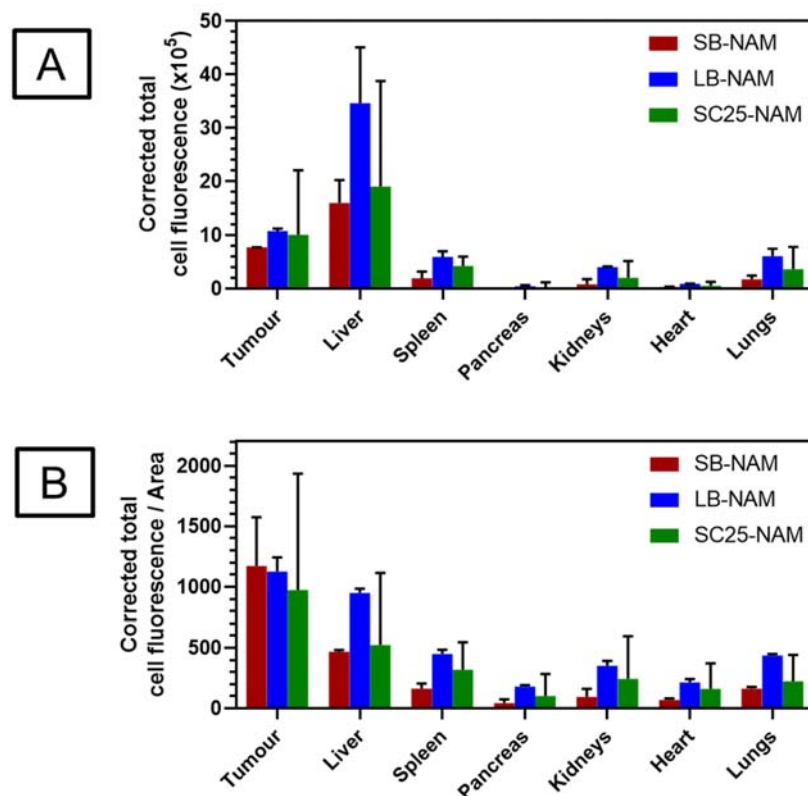 A
Corrected total
cell fluorescence (x10⁵)
50
40
30
20
10
0
SB-NAM
LB-NAM
SC25-NAM
Tumour
Liver
Spleen
Pancreas
Kidneys
Heart
Lungs
B
Corrected total
cell fluorescence / Area
2000
1500
1000
500
0
SB-NAM
LB-NAM
SC25-NAM
Tumour
Liver
Spleen
Pancreas
Kidneys
Heart
Lungs